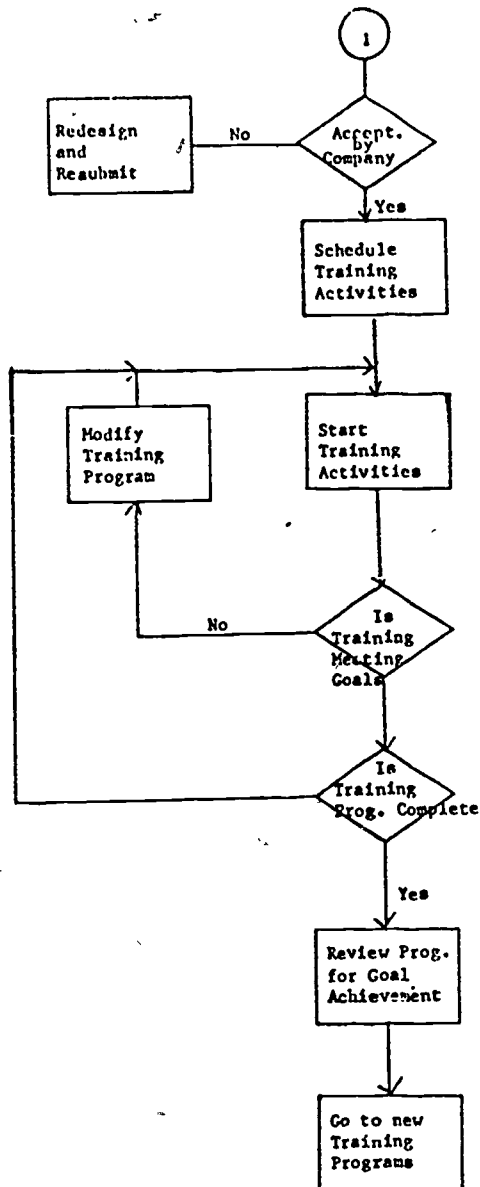 1
Accept.
by
Company
No
Redesign
and
Resubmit
Yes
Schedule
Training
Activities
Modify
Training
Program
Start
Training
Activities
No
Is
Training
Meeting
Goals
Is
Training
Prog. Complete
Yes
Review Prog.
for Goal
Achievement
Go to new
Training
Programs